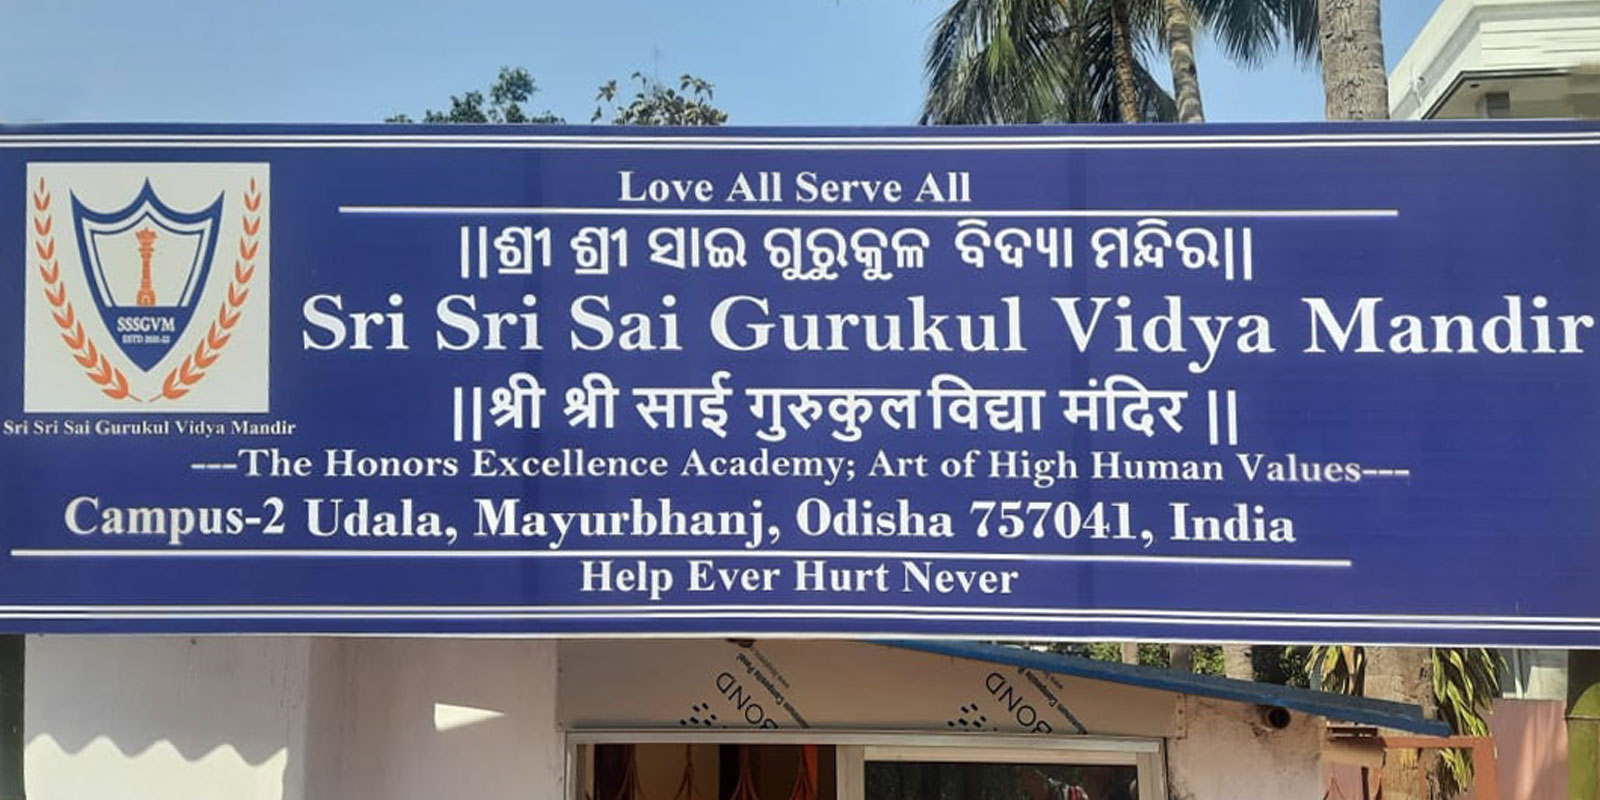 Love All Serve All
||ଶ୍ରୀ ଶ୍ରୀ ସାଇ ଗୁରୁକୁଳ ବିଦ୍ୟା ମନ୍ଦିର||
Sri Sri Sai Gurukul Vidya Mandir
||श्री श्री साई गुरुकुल विद्या मंदिर ||
SSSGVM
Sri Sri Sai Gurukul Vidya Mandir
---The Honors Excellence Academy; Art of High Human Values---
Campus-2 Udala, Mayurbhanj, Odisha 757041, India
Help Ever Hurt Never
BOND
BOND